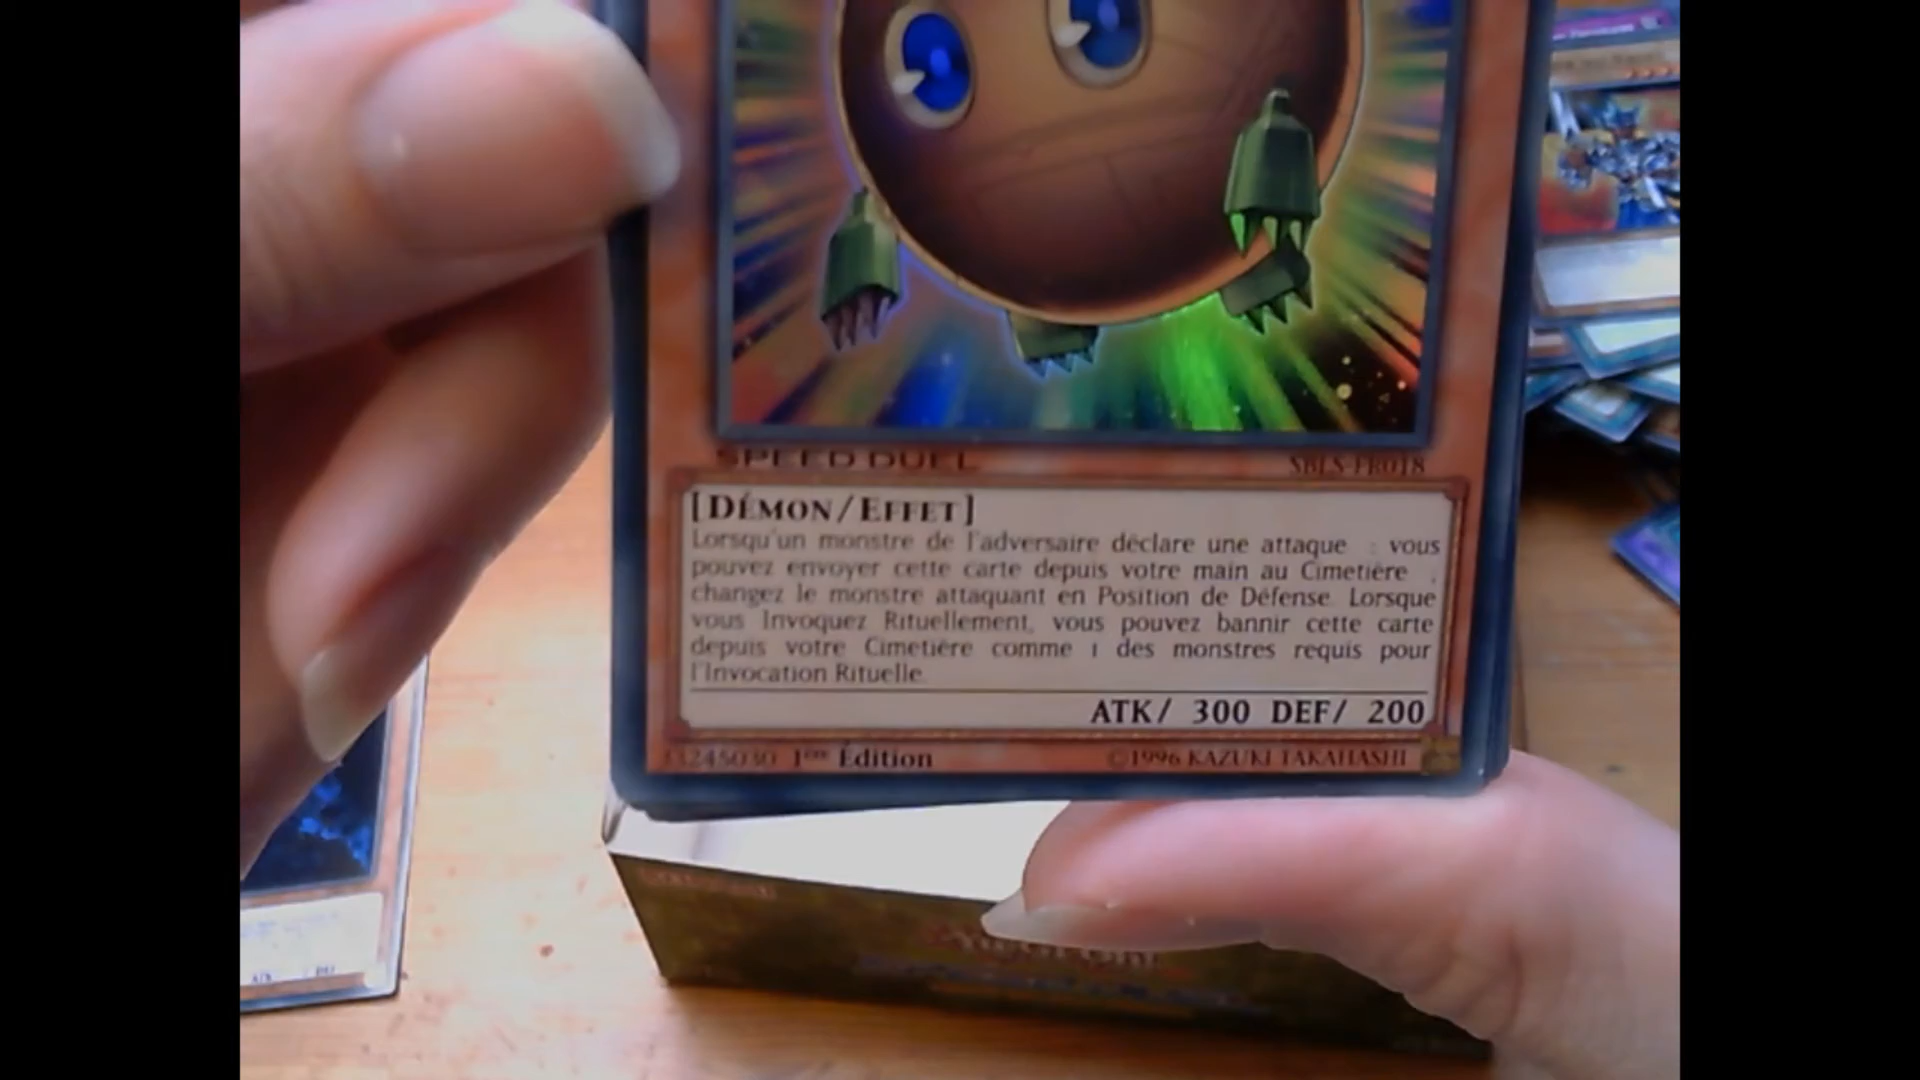 SPEED DUEL
SBLS-FR018
[DÉMON/EFFET]
Lorsqu'un monstre de l'adversaire déclare une attaque : vous
pouvez envoyer cette carte depuis votre main au Cimetière ;
changez le monstre attaquant en Position de Défense. Lorsque
vous Invoquez Rituellement, vous pouvez bannir cette carte
depuis votre Cimetière comme 1 des monstres requis pour
l'Invocation Rituelle.
ATK/ 300 DEF/ 200
1ère Édition
©1996 KAZUKI TAKAHASHI